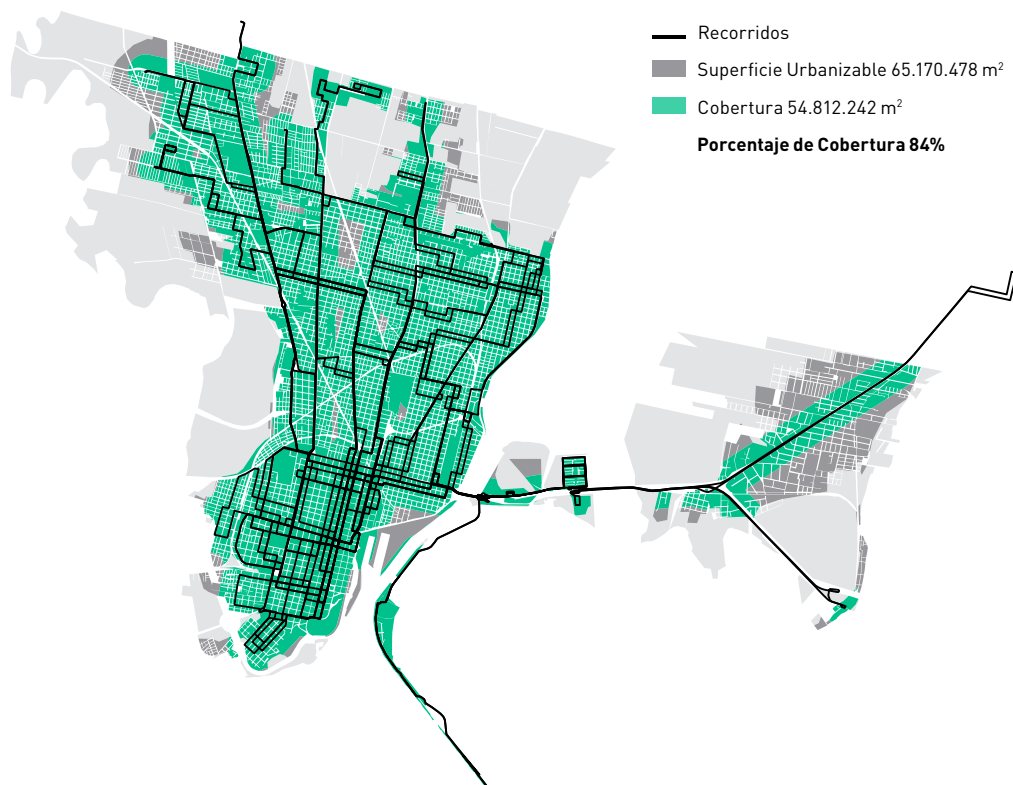 Recorridos
Superficie Urbanizable 65.170.478 m²
Cobertura 54.812.242 m²
Porcentaje de Cobertura 84%